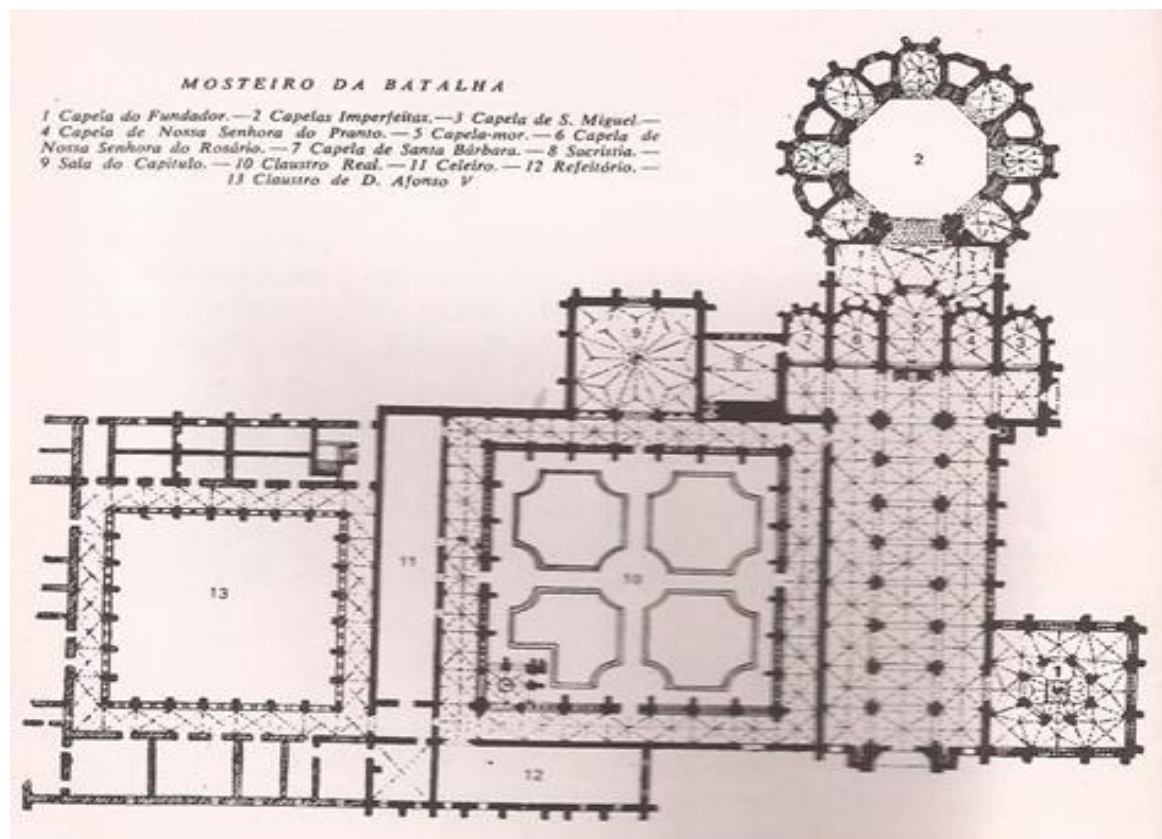 MOSTEIRO DA BATALHA
1 Capela do Fundador. — 2 Capelas Imperfeitas. — 3 Capela de S. Miguel —
4 Capela de Nossa Senhora do Pranto. — 5 Capela-mor. — 6 Capela de
Nossa Senhora do Rosário. — 7 Capela de Santa Bárbara. — 8 Sacristia. —
9 Sala do Capítulo. — 10 Claustro Real. — 11 Celeiro. — 12 Refeitório. —
13 Claustro de D. Afonso V
2
9
8
7
6
5
4
3
11
10
13
1
12